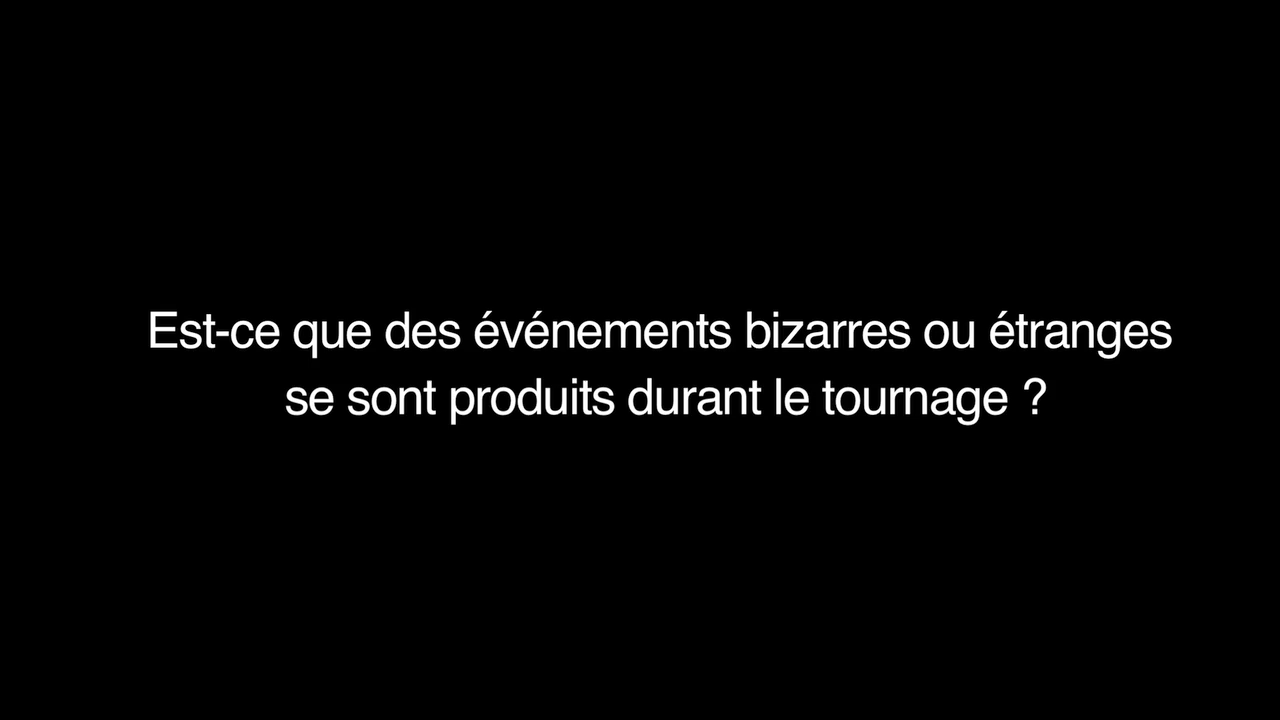 Est-ce que des événements bizarres ou étranges
se sont produits durant le tournage ?